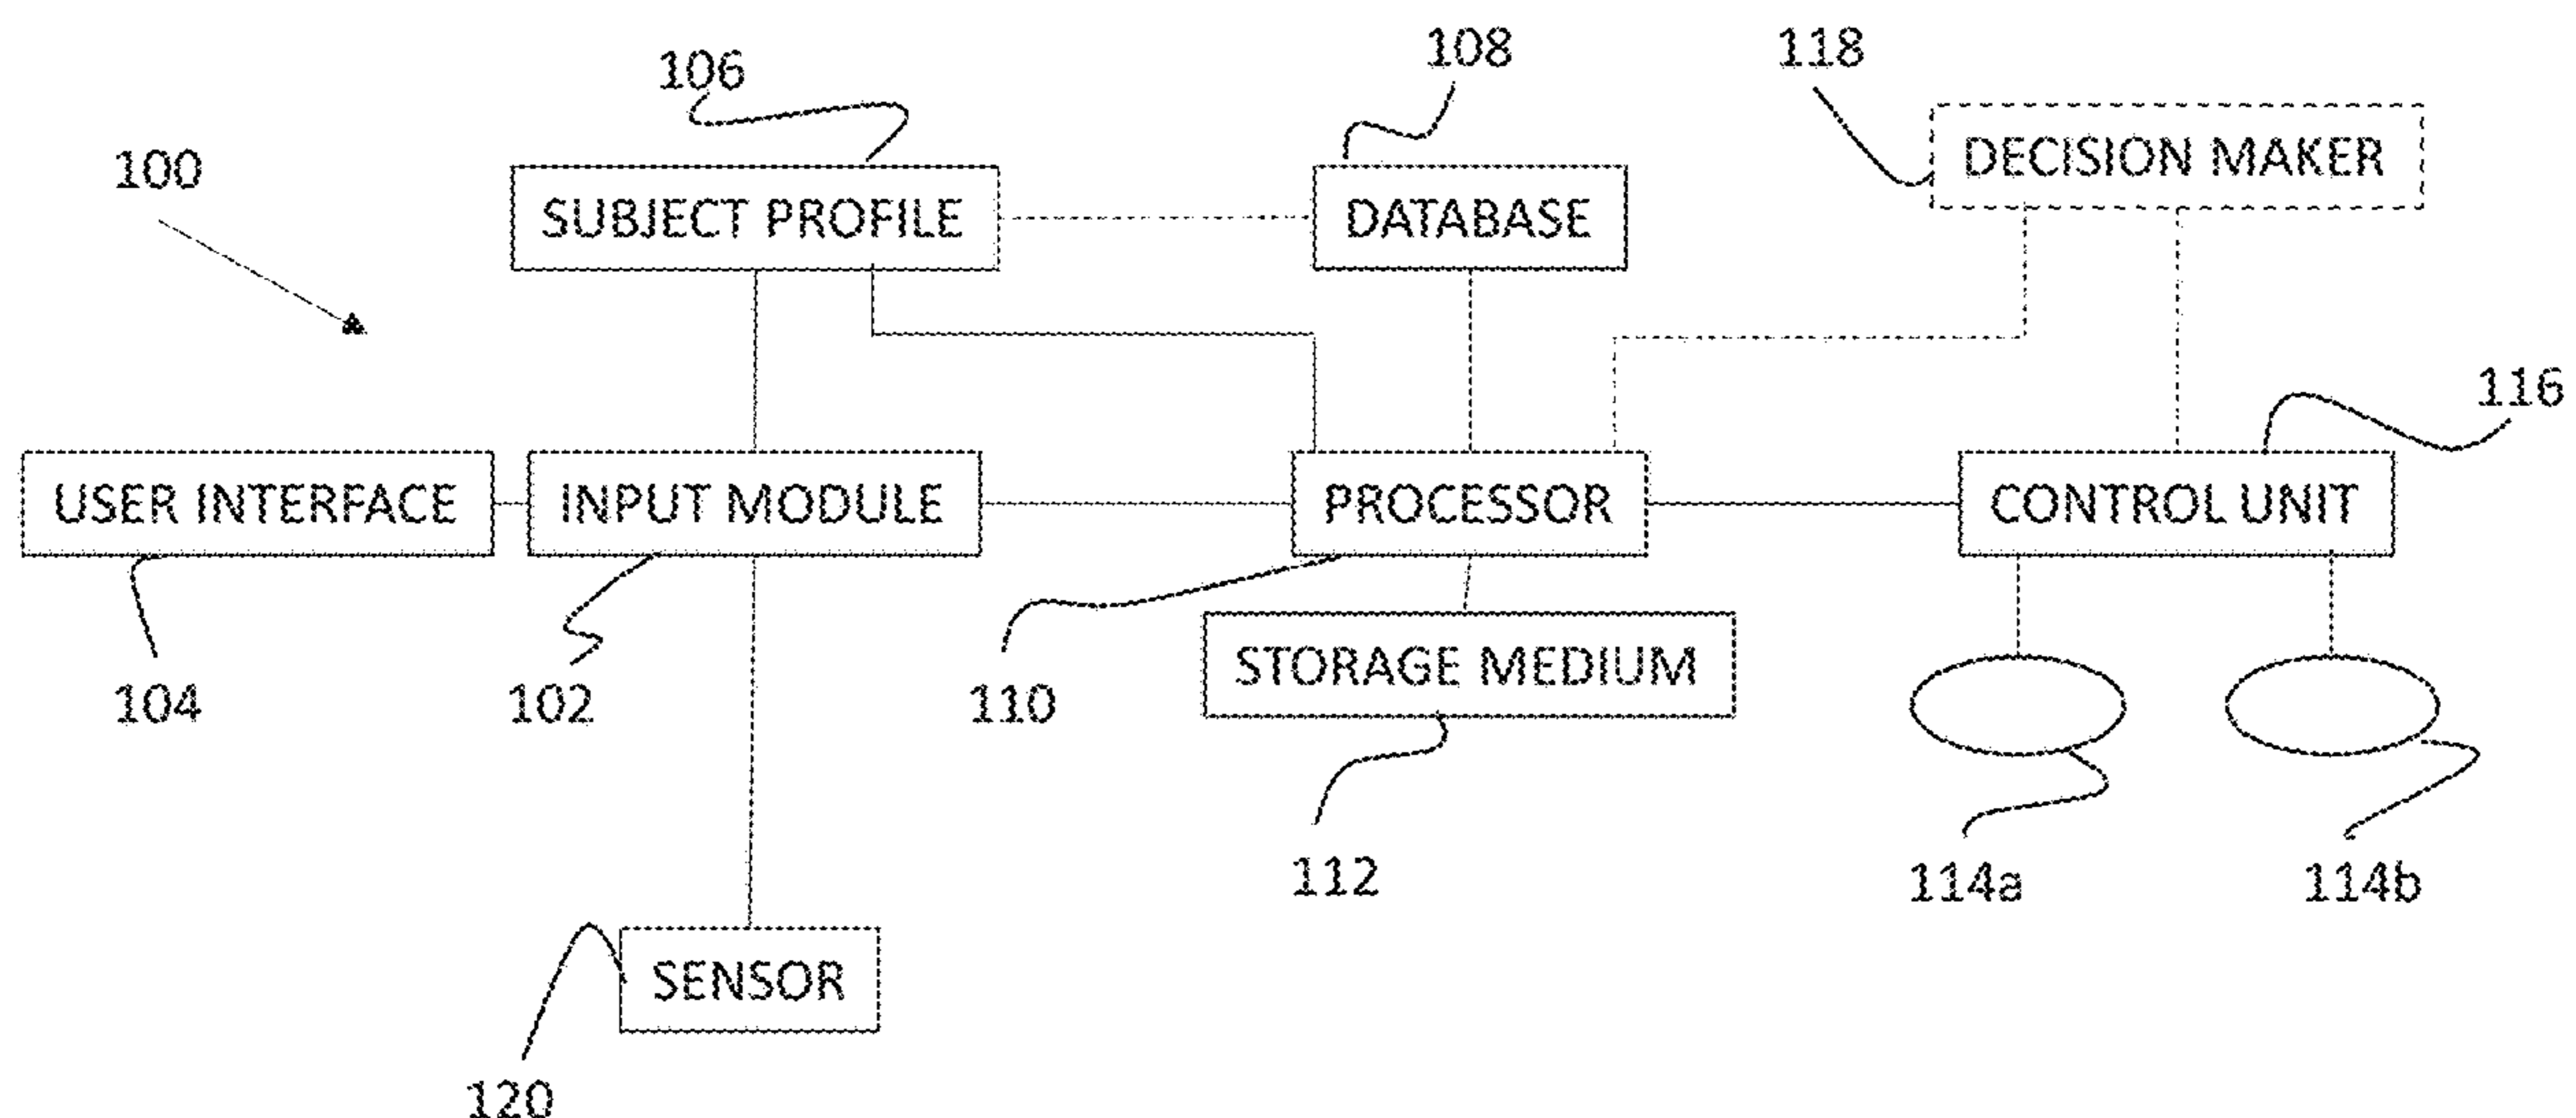 108
118
106
DECISION MAKER
100
SUBJECT PROFILE
DATABASE
116
USER INTERFACE
INPUT MODULE
PROCESSOR
CONTROL UNIT
STORAGE MEDIUM
104
102
110
112
114a
114b
SENSOR
120